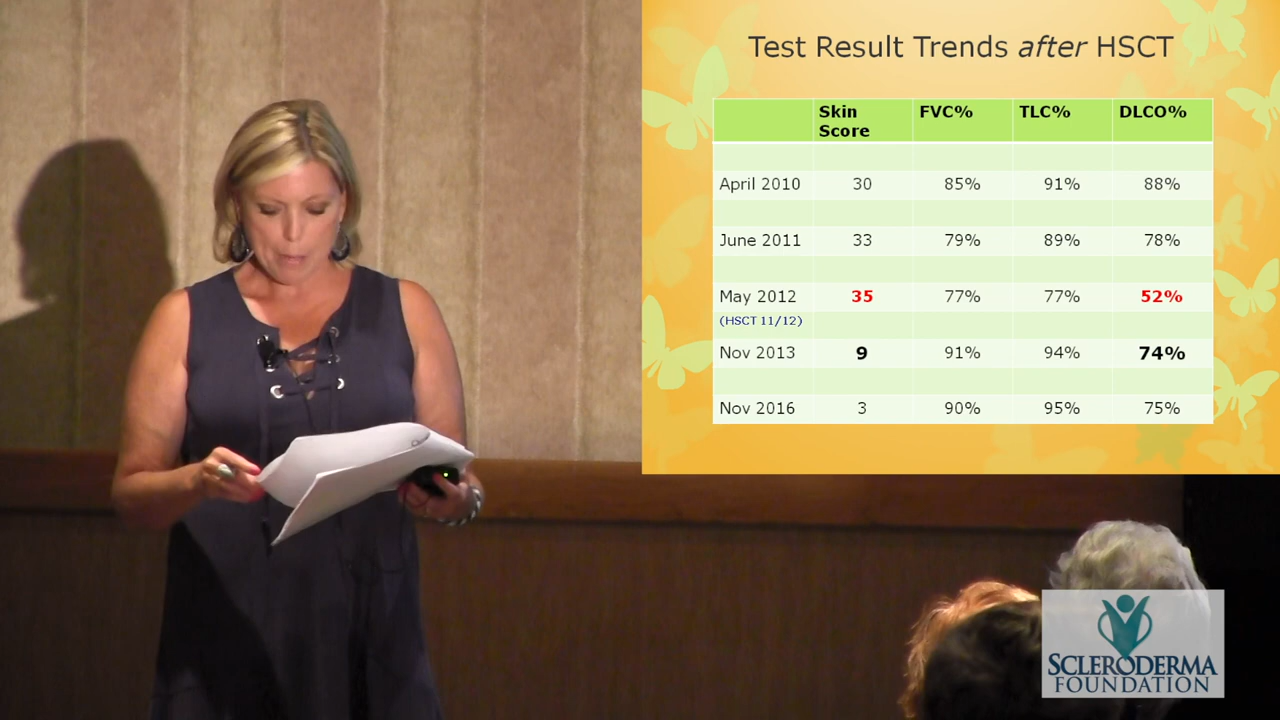 Test Result Trends after HSCT
Skin Score FVC% TLC% DLCO%
April 2010 30 85% 91% 88%
June 2011 33 79% 89% 78%
May 2012 35 77% 77% 52%
(HSCT 11/12)
Nov 2013 9 91% 94% 74%
Nov 2016 3 90% 95% 75%
SCLERODERMA
FOUNDATION